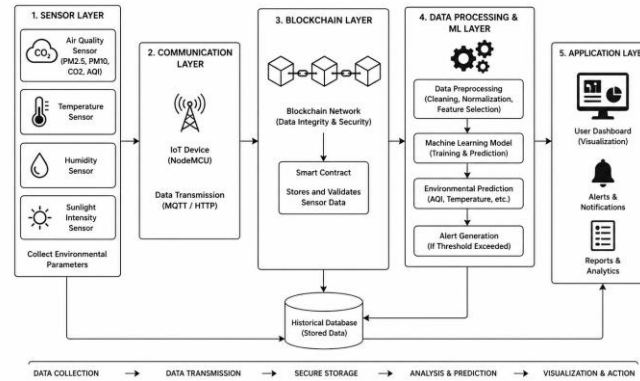 1. SENSOR LAYER
CO₂
Air Quality
Sensor
(PM2.5, PM10,
CO2, AQI)
Temperature
Sensor
Humidity
Sensor
Sunlight
Intensity
Sensor
Collect Environmental
Parameters
2. COMMUNICATION
LAYER
IoT Device
(NodeMCU)
Data Transmission
(MQTT / HTTP)
3. BLOCKCHAIN LAYER
Blockchain Network
(Data Integrity & Security)
Smart Contract
Stores and Validates
Sensor Data
4. DATA PROCESSING &
ML LAYER
Data Preprocessing
(Cleaning, Normalization,
Feature Selection)
Machine Learning Model
(Training & Prediction)
Environmental Prediction
(AQI, Temperature, etc.)
Alert Generation
(If Threshold Exceeded)
5. APPLICATION LAYER
User Dashboard
(Visualization)
Alerts &
Notifications
Reports &
Analytics
Historical Database
(Stored Data)
DATA COLLECTION → DATA TRANSMISSION → SECURE STORAGE → ANALYSIS & PREDICTION → VISUALIZATION & ACTION